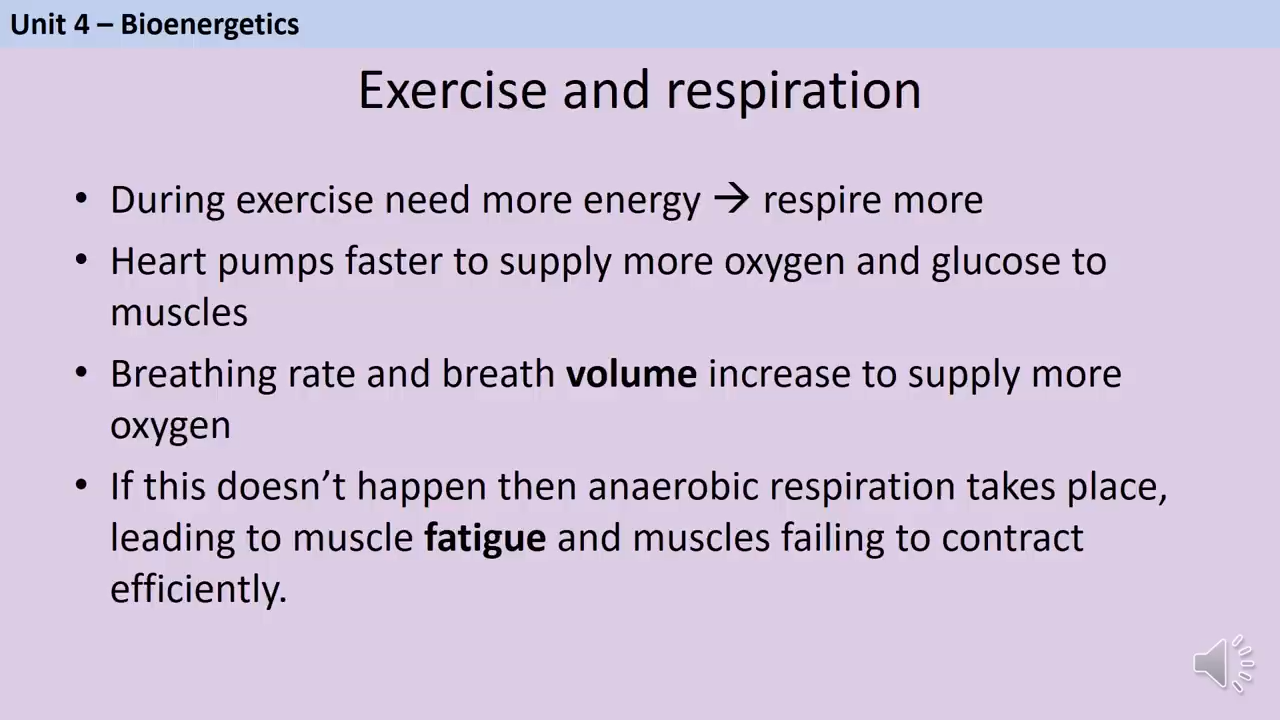 Unit 4 – Bioenergetics
Exercise and respiration
• During exercise need more energy → respire more
• Heart pumps faster to supply more oxygen and glucose to
muscles
• Breathing rate and breath volume increase to supply more
oxygen
• If this doesn’t happen then anaerobic respiration takes place,
leading to muscle fatigue and muscles failing to contract
efficiently.